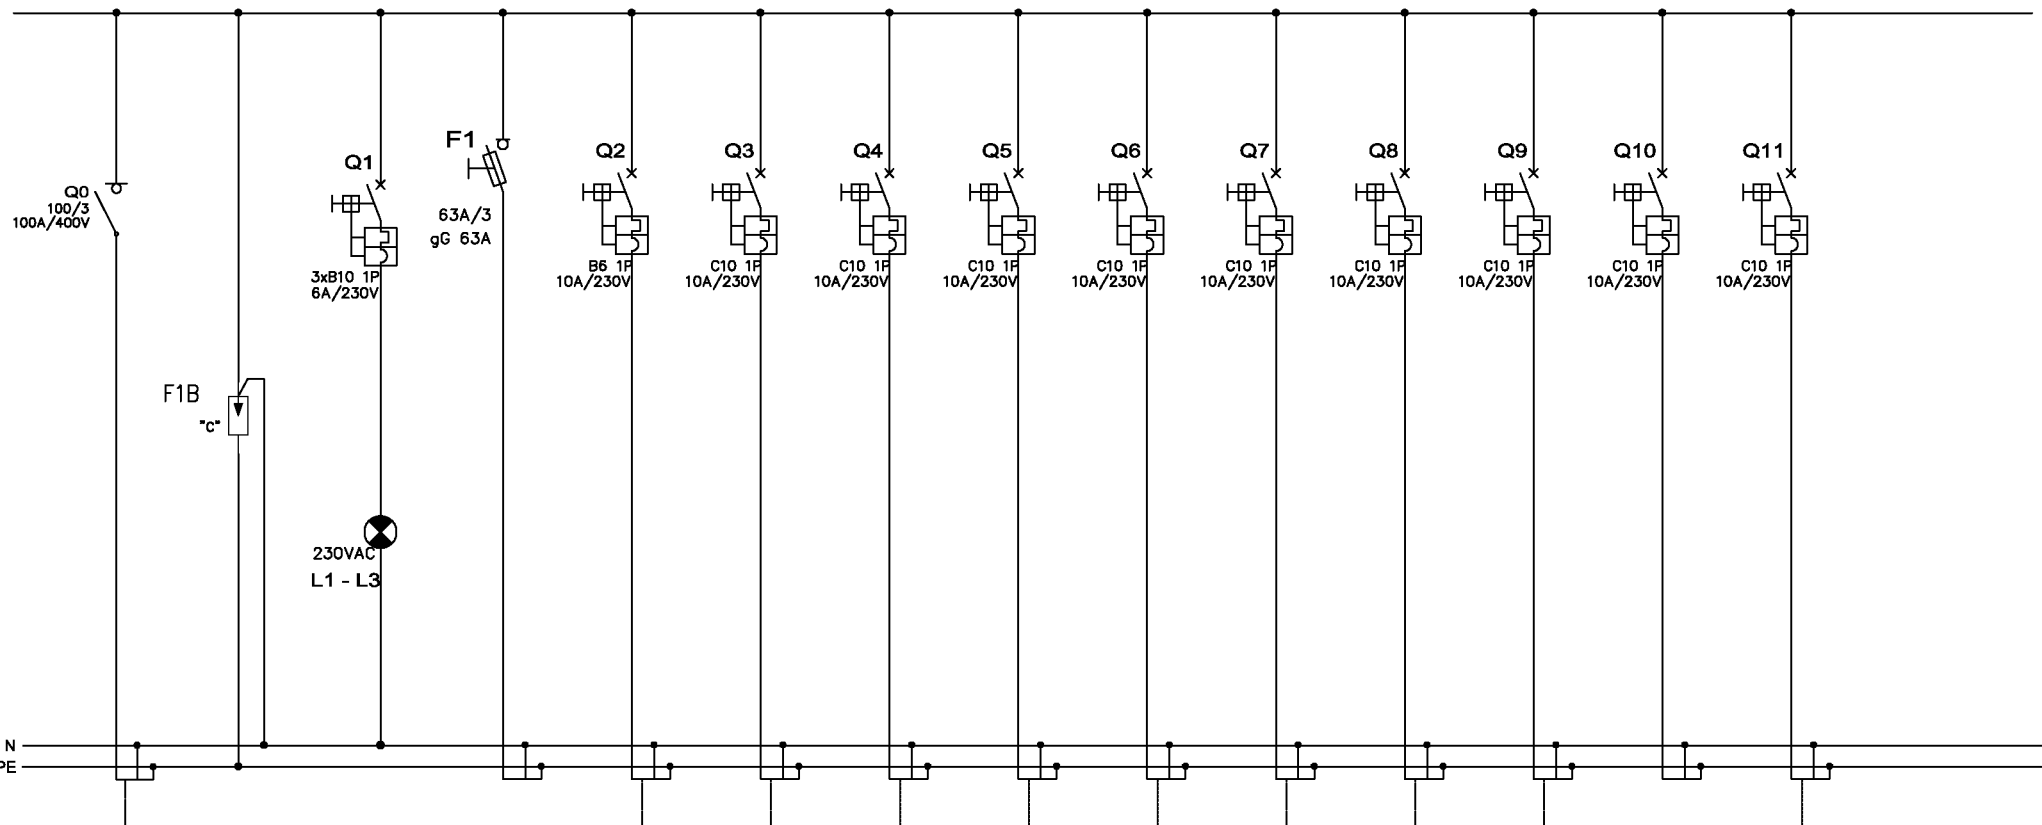 Q0
100/3
100A/400V
F1B
"C"
Q1
3xB10 1P
6A/230V
230VAC
L1 - L3
F1
63A/3
gG 63A
Q2
B6 1P
10A/230V
Q3
C10 1P
10A/230V
Q4
C10 1P
10A/230V
Q5
C10 1P
10A/230V
Q6
C10 1P
10A/230V
Q7
C10 1P
10A/230V
Q8
C10 1P
10A/230V
Q9
C10 1P
10A/230V
Q10
C10 1P
10A/230V
Q11
C10 1P
10A/230V
N
PE